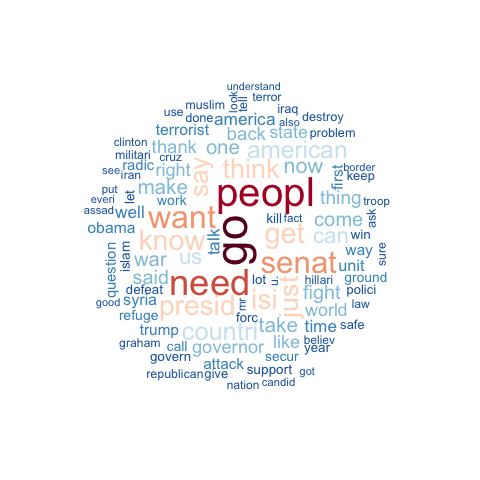 understand
muslim look tell terror
use done also iraq destroy
terrorist america problem
clinton thank one back state
militari cruz radic right say think american now first border
see iran put let make work peopl thing keep
everi assad well want kill fact come troop
obama know talk go get can win ask
question islam war us senat way sure
said need lot u. hillari unit ground
defeat syria presid isi just fight polici
refuge mr forc world law
trump countri take time safe
graham call governor like believ
govern attack secur year
republican give support got
nation candid